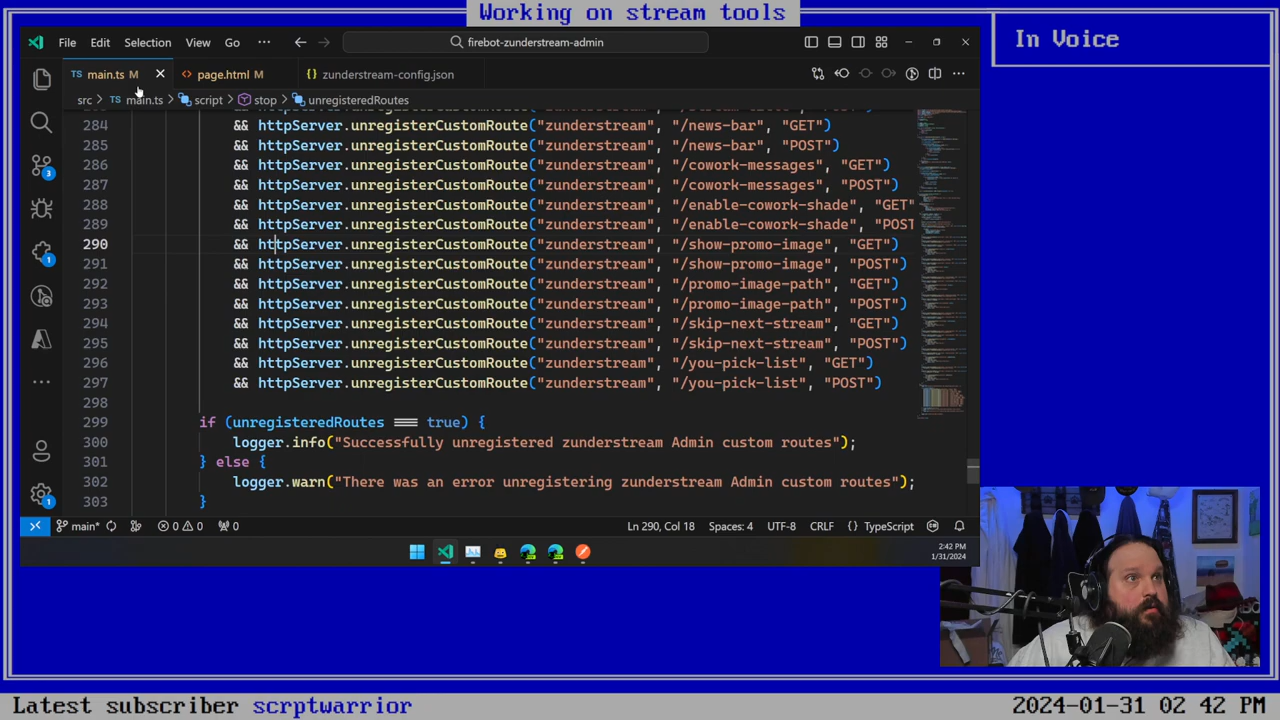 Working on stream tools
In Voice
File Edit Selection View Go ··· firebot-zunderstream-admin
TS main.ts M <> page.html M {} zunderstream-config.json
src > TS main.ts > script > stop > unregisteredRoutes
284 && httpServer.unregisterCustomRoute("zunderstream", "/news-bar", "GET")
285 && httpServer.unregisterCustomRoute("zunderstream", "/news-bar", "POST")
286 && httpServer.unregisterCustomRoute("zunderstream", "/cowork-messages", "GET")
287 && httpServer.unregisterCustomRoute("zunderstream", "/cowork-messages", "POST")
288 && httpServer.unregisterCustomRoute("zunderstream", "/enable-cowork-shade", "GET"
289 && httpServer.unregisterCustomRoute("zunderstream", "/enable-cowork-shade", "POST
290 && httpServer.unregisterCustomRoute("zunderstream", "/show-promo-image", "GET")
291 && httpServer.unregisterCustomRoute("zunderstream", "/show-promo-image", "POST")
292 && httpServer.unregisterCustomRoute("zunderstream", "/promo-image-path", "GET")
293 && httpServer.unregisterCustomRoute("zunderstream", "/promo-image-path", "POST")
294 && httpServer.unregisterCustomRoute("zunderstream", "/skip-next-stream", "GET")
295 && httpServer.unregisterCustomRoute("zunderstream", "/skip-next-stream", "POST")
296 && httpServer.unregisterCustomRoute("zunderstream", "/you-pick-list", "GET")
297 && httpServer.unregisterCustomRoute("zunderstream", "/you-pick-list", "POST")
298
299 if (unregisteredRoutes === true) {
300 logger.info("Successfully unregistered zunderstream Admin custom routes");
301 } else {
302 logger.warn("There was an error unregistering zunderstream Admin custom routes");
303 }
3
1
1
main* 0 0 0 Ln 290, Col 18 Spaces: 4 UTF-8 CRLF {} TypeScript
2:42 PM
1/31/2024
Latest subscriber scrptwarrior
2024-01-31 02 42 PM